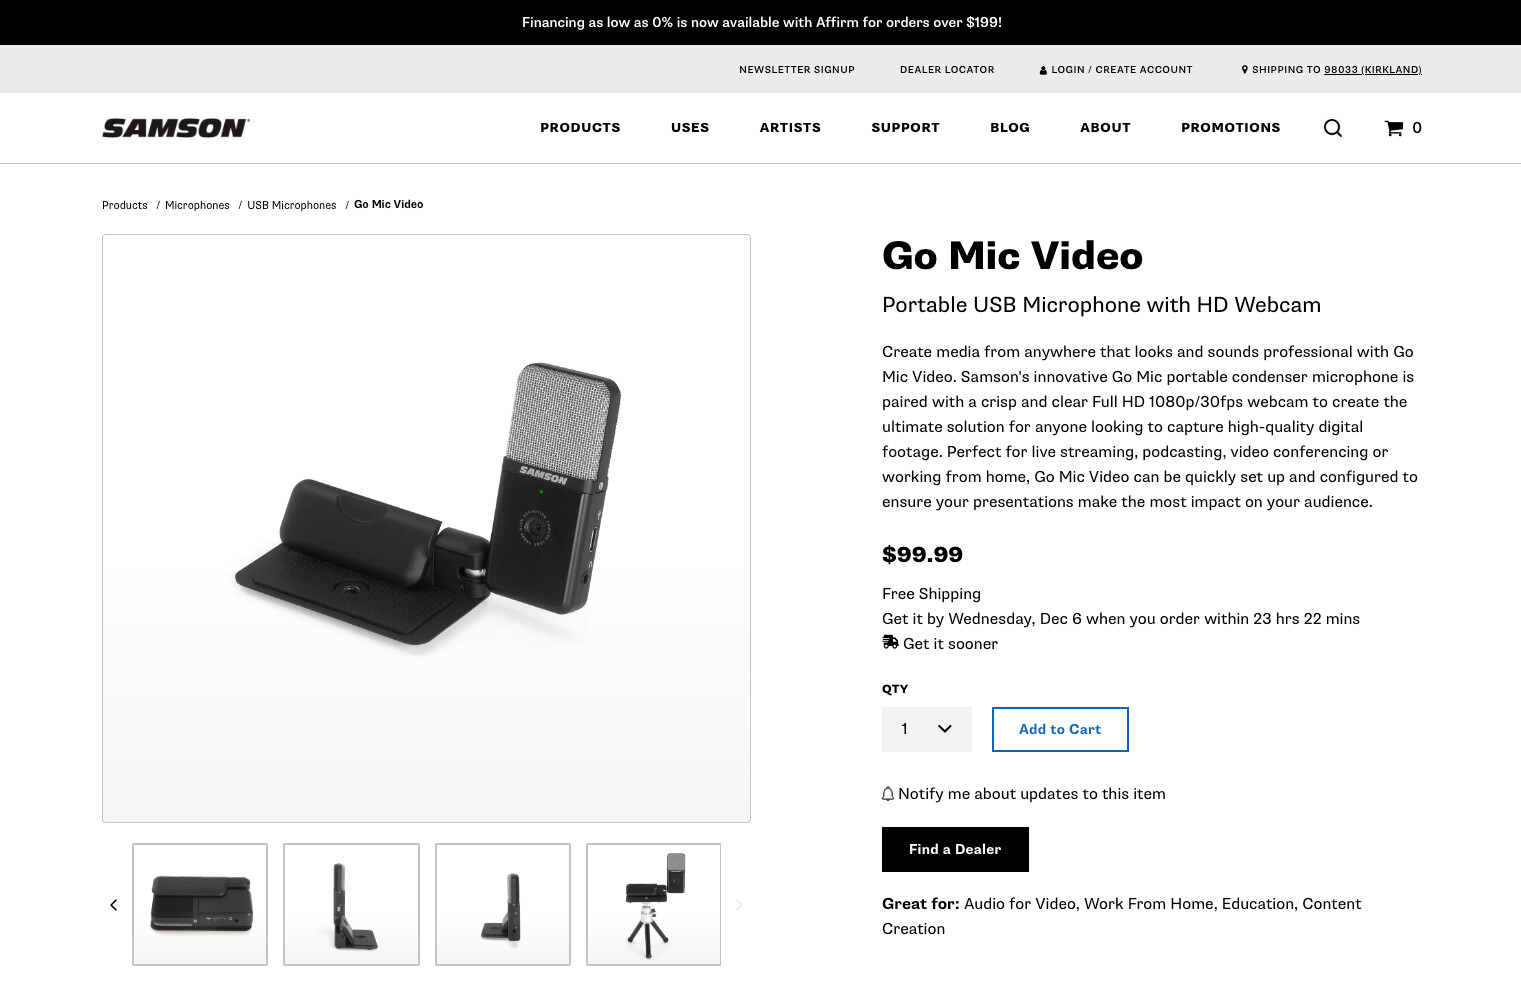 Financing as low as 0% is now available with Affirm for orders over $199!
NEWSLETTER SIGNUP
DEALER LOCATOR
LOGIN / CREATE ACCOUNT
SHIPPING TO 98033 (KIRKLAND)
SAMSON
PRODUCTS
USES
ARTISTS
SUPPORT
BLOG
ABOUT
PROMOTIONS
0
Products / Microphones / USB Microphones / Go Mic Video
SAMSON
Go Mic Video
Portable USB Microphone with HD Webcam
Create media from anywhere that looks and sounds professional with Go
Mic Video. Samson's innovative Go Mic portable condenser microphone is
paired with a crisp and clear Full HD 1080p/30fps webcam to create the
ultimate solution for anyone looking to capture high-quality digital
footage. Perfect for live streaming, podcasting, video conferencing or
working from home, Go Mic Video can be quickly set up and configured to
ensure your presentations make the most impact on your audience.
$99.99
Free Shipping
Get it by Wednesday, Dec 6 when you order within 23 hrs 22 mins
Get it sooner
QTY
1
Add to Cart
Notify me about updates to this item
Find a Dealer
Great for: Audio for Video, Work From Home, Education, Content
Creation